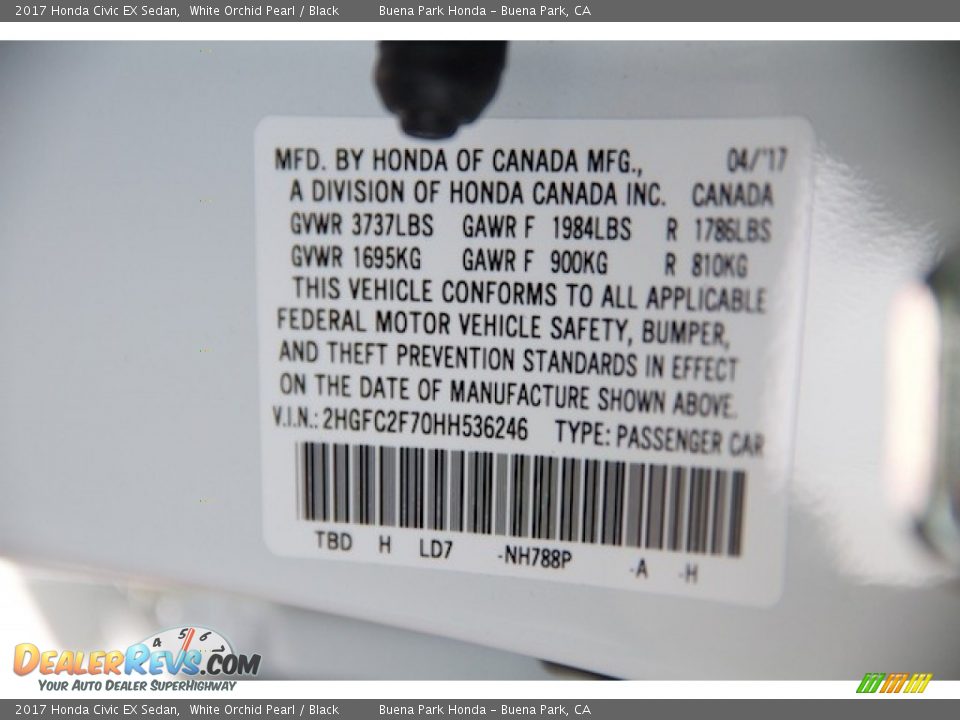 2017 Honda Civic EX Sedan, White Orchid Pearl / Black Buena Park Honda - Buena Park, CA
MFD. BY HONDA OF CANADA MFG., 04/'17
A DIVISION OF HONDA CANADA INC. CANADA
GVWR 3737LBS GAWR F 1984LBS R 1786LBS
GVWR 1695KG GAWR F 900KG R 810KG
THIS VEHICLE CONFORMS TO ALL APPLICABLE
FEDERAL MOTOR VEHICLE SAFETY, BUMPER,
AND THEFT PREVENTION STANDARDS IN EFFECT
ON THE DATE OF MANUFACTURE SHOWN ABOVE.
V.I.N.: 2HGFC2F70HH536246 TYPE: PASSENGER CAR
TBD H LD7 -NH788P -A -H
4 5 6 7
DEALERREVS.COM
YOUR AUTO DEALER SUPERHIGHWAY
2017 Honda Civic EX Sedan, White Orchid Pearl / Black Buena Park Honda - Buena Park, CA